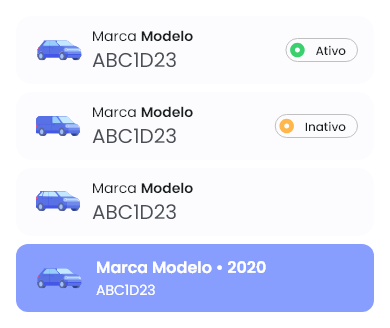 Marca Modelo
ABC1D23
Ativo
Marca Modelo
ABC1D23
Inativo
Marca Modelo
ABC1D23
Marca Modelo • 2020
ABC1D23